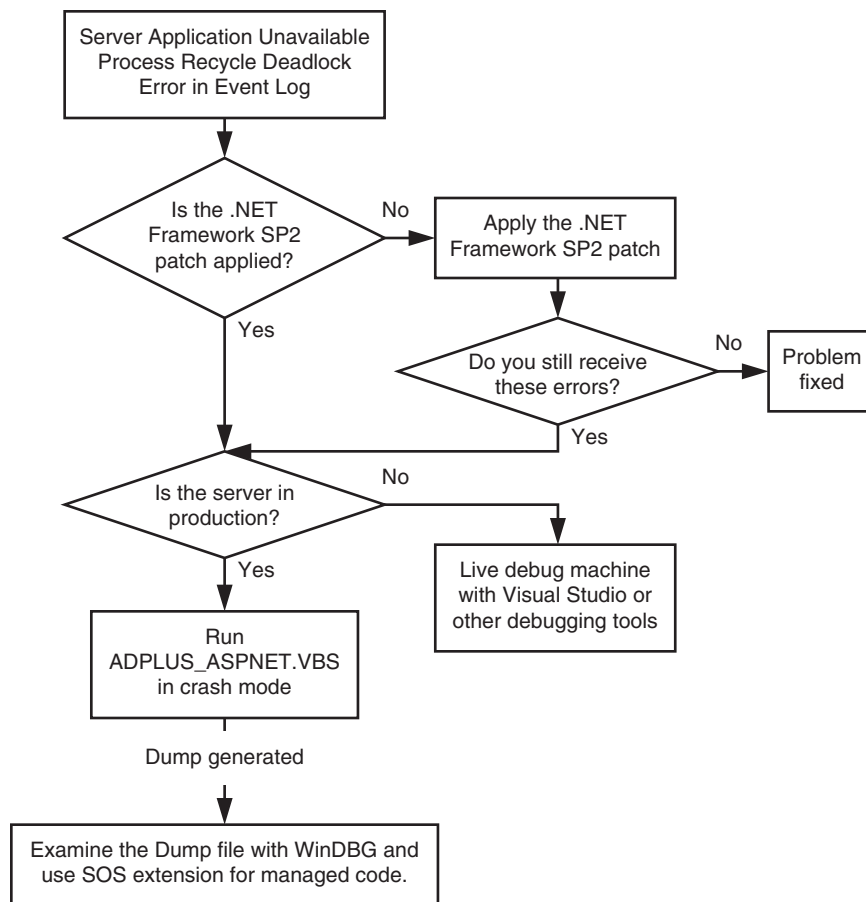 Server Application Unavailable
Process Recycle Deadlock
Error in Event Log
Is the .NET
Framework SP2
patch applied?
No
Apply the .NET
Framework SP2 patch
Yes
Do you still receive
these errors?
No
Problem
fixed
Yes
Is the server in
production?
No
Yes
Live debug machine
with Visual Studio or
other debugging tools
Run
ADPLUS_ASPNET.VBS
in crash mode
Dump generated
Examine the Dump file with WinDBG and
use SOS extension for managed code.